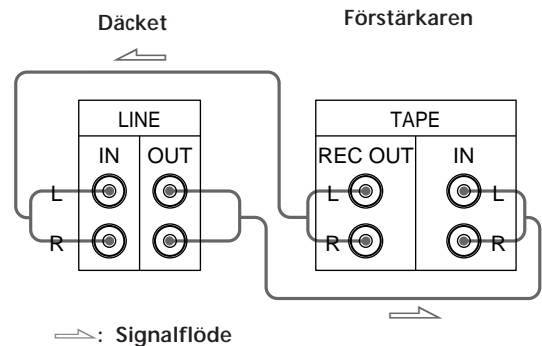 Däcket Förstärkaren
LINE TAPE
IN OUT REC OUT IN
L L L
R R R
: Signalflöde